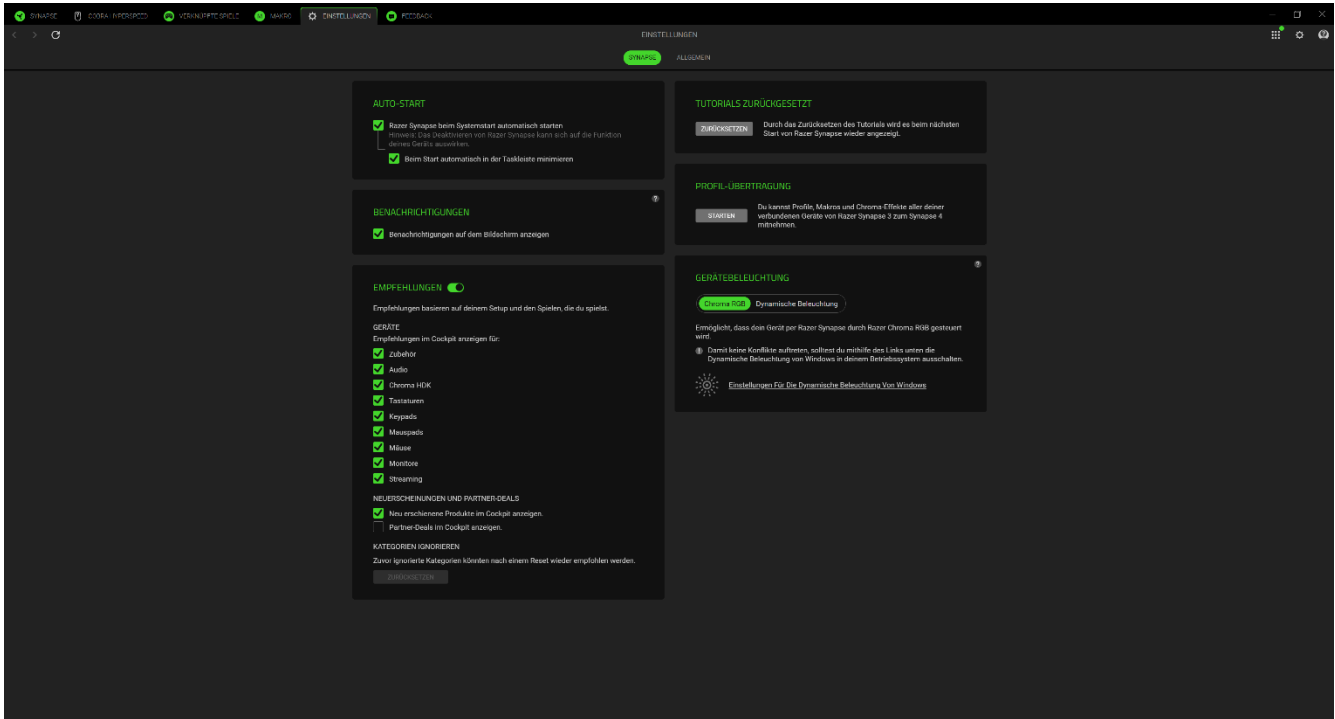 SYNAPSE COBRA HYPERSPEED VERKNÜPFTE SPIELE MAKRO EINSTELLUNGEN FEEDBACK
EINSTELLUNGEN
SYNAPSE ALLGEMEIN
AUTO-START
Razer Synapse beim Systemstart automatisch starten
Hinweis: Das Deaktivieren von Razer Synapse kann sich auf die Funktion
deines Geräts auswirken.
Beim Start automatisch in der Taskleiste minimieren
BENACHRICHTIGUNGEN
Benachrichtigungen auf dem Bildschirm anzeigen
EMPFEHLUNGEN
Empfehlungen basieren auf deinem Setup und den Spielen, die du spielst.
GERÄTE
Empfehlungen im Cockpit anzeigen für:
Zubehör
Audio
Chroma HDK
Tastaturen
Keypads
Mauspads
Mäuse
Monitore
Streaming
NEUERSCHEINUNGEN UND PARTNER-DEALS
Neu erschienene Produkte im Cockpit anzeigen.
Partner-Deals im Cockpit anzeigen.
KATEGORIEN IGNORIEREN
Zuvor ignorierte Kategorien könnten nach einem Reset wieder empfohlen werden.
ZURÜCKSETZEN
TUTORIALS ZURÜCKGESETZT
ZURÜCKSETZEN
Durch das Zurücksetzen des Tutorials wird es beim nächsten
Start von Razer Synapse wieder angezeigt.
PROFIL-ÜBERTRAGUNG
STARTEN
Du kannst Profile, Makros und Chroma-Effekte aller deiner
verbundenen Geräte von Razer Synapse 3 zum Synapse 4
mitnehmen.
GERÄTEBELEUCHTUNG
Chroma RGB Dynamische Beleuchtung
Ermöglicht, dass dein Gerät per Razer Synapse durch Razer Chroma RGB gesteuert
wird.
Damit keine Konflikte auftreten, solltest du mithilfe des Links unten die
Dynamische Beleuchtung von Windows in deinem Betriebssystem ausschalten.
Einstellungen Für Die Dynamische Beleuchtung Von Windows